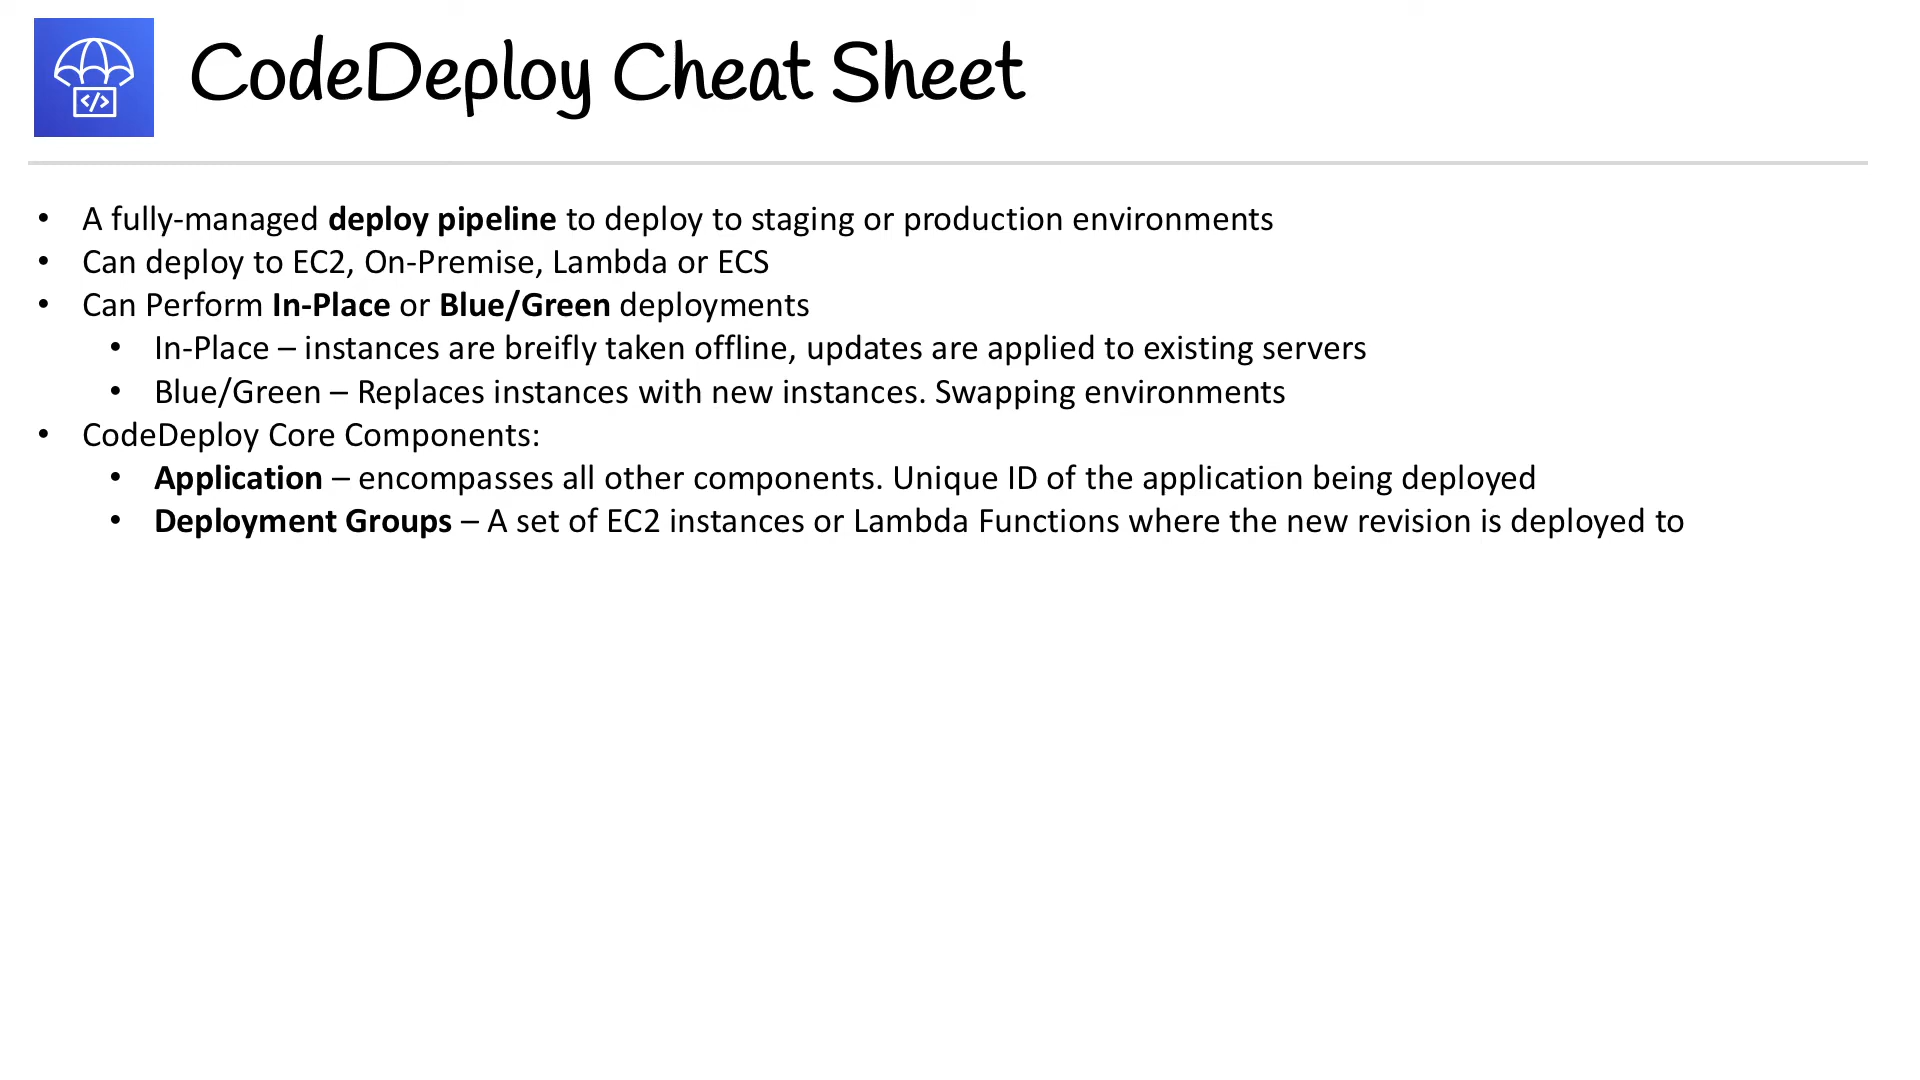 CodeDeploy Cheat Sheet
</>
• A fully-managed deploy pipeline to deploy to staging or production environments
• Can deploy to EC2, On-Premise, Lambda or ECS
• Can Perform In-Place or Blue/Green deployments
• In-Place – instances are breifly taken offline, updates are applied to existing servers
• Blue/Green – Replaces instances with new instances. Swapping environments
• CodeDeploy Core Components:
• Application – encompasses all other components. Unique ID of the application being deployed
• Deployment Groups – A set of EC2 instances or Lambda Functions where the new revision is deployed to